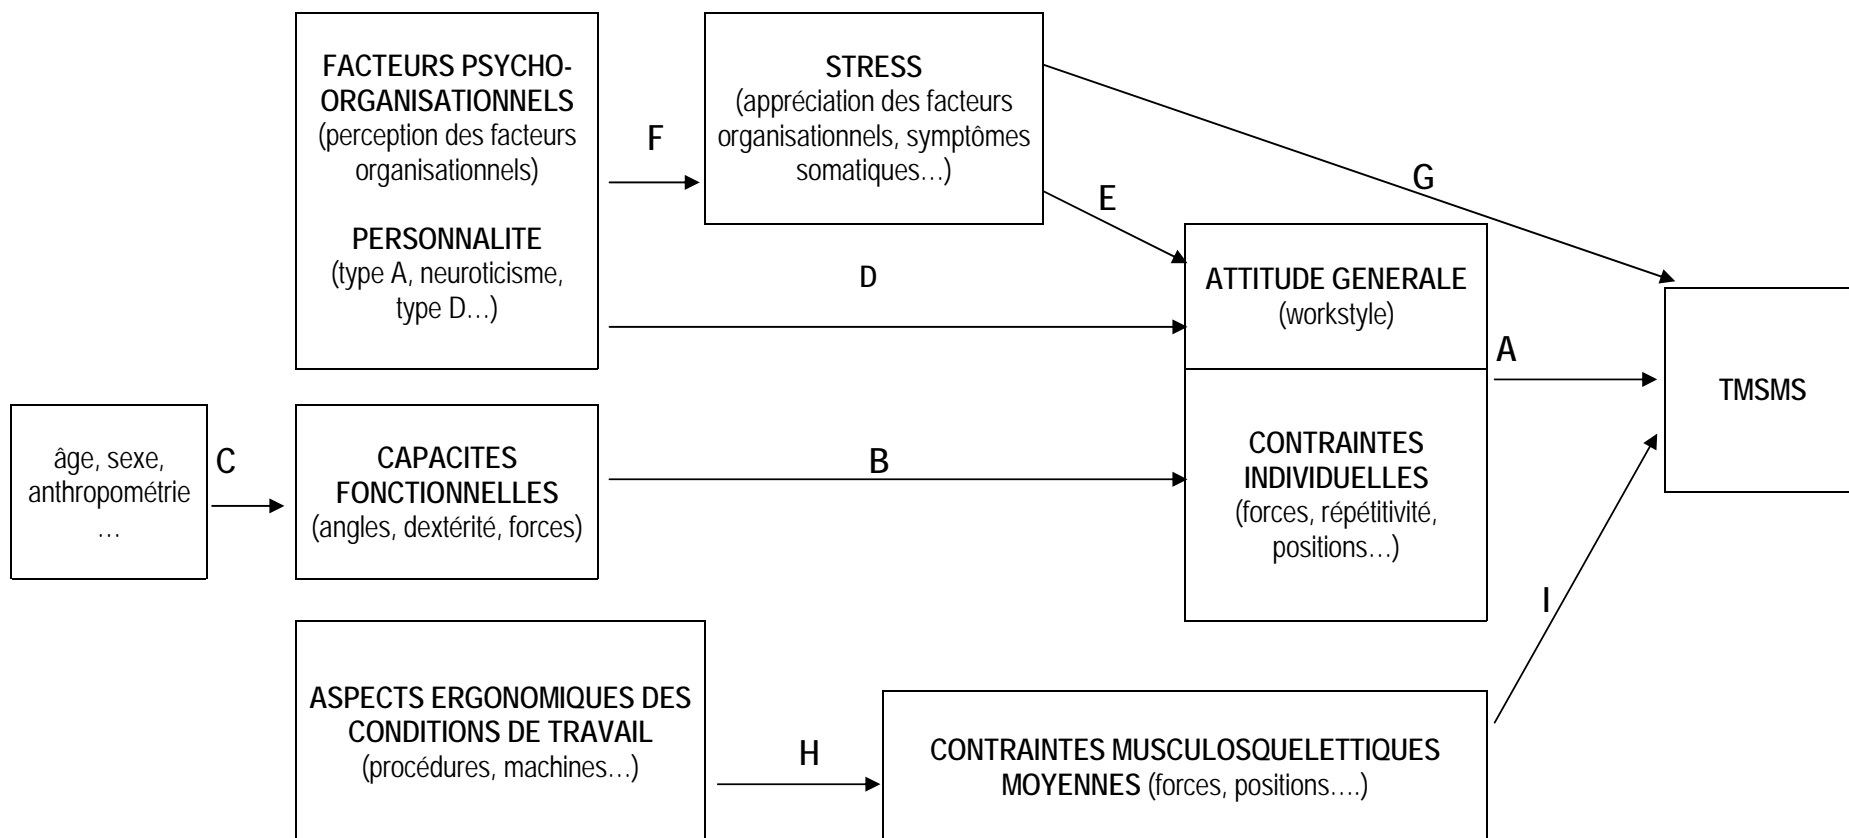 FACTEURS PSYCHO-
ORGANISATIONNELS
(perception des facteurs
organisationnels)
PERSONNALITE
(type A, neuroticisme,
type D…)
F
STRESS
(appréciation des facteurs
organisationnels, symptômes
somatiques…)
G
E
D
ATTITUDE GENERALE
(workstyle)
A
TMSMS
âge, sexe,
anthropométrie
…
C
CAPACITES
FONCTIONNELLES
(angles, dextérité, forces)
B
CONTRAINTES
INDIVIDUELLES
(forces, répétitivité,
positions…)
I
ASPECTS ERGONOMIQUES DES
CONDITIONS DE TRAVAIL
(procédures, machines…)
H
CONTRAINTES MUSCULOSQUELETTIQUES
MOYENNES (forces, positions….)